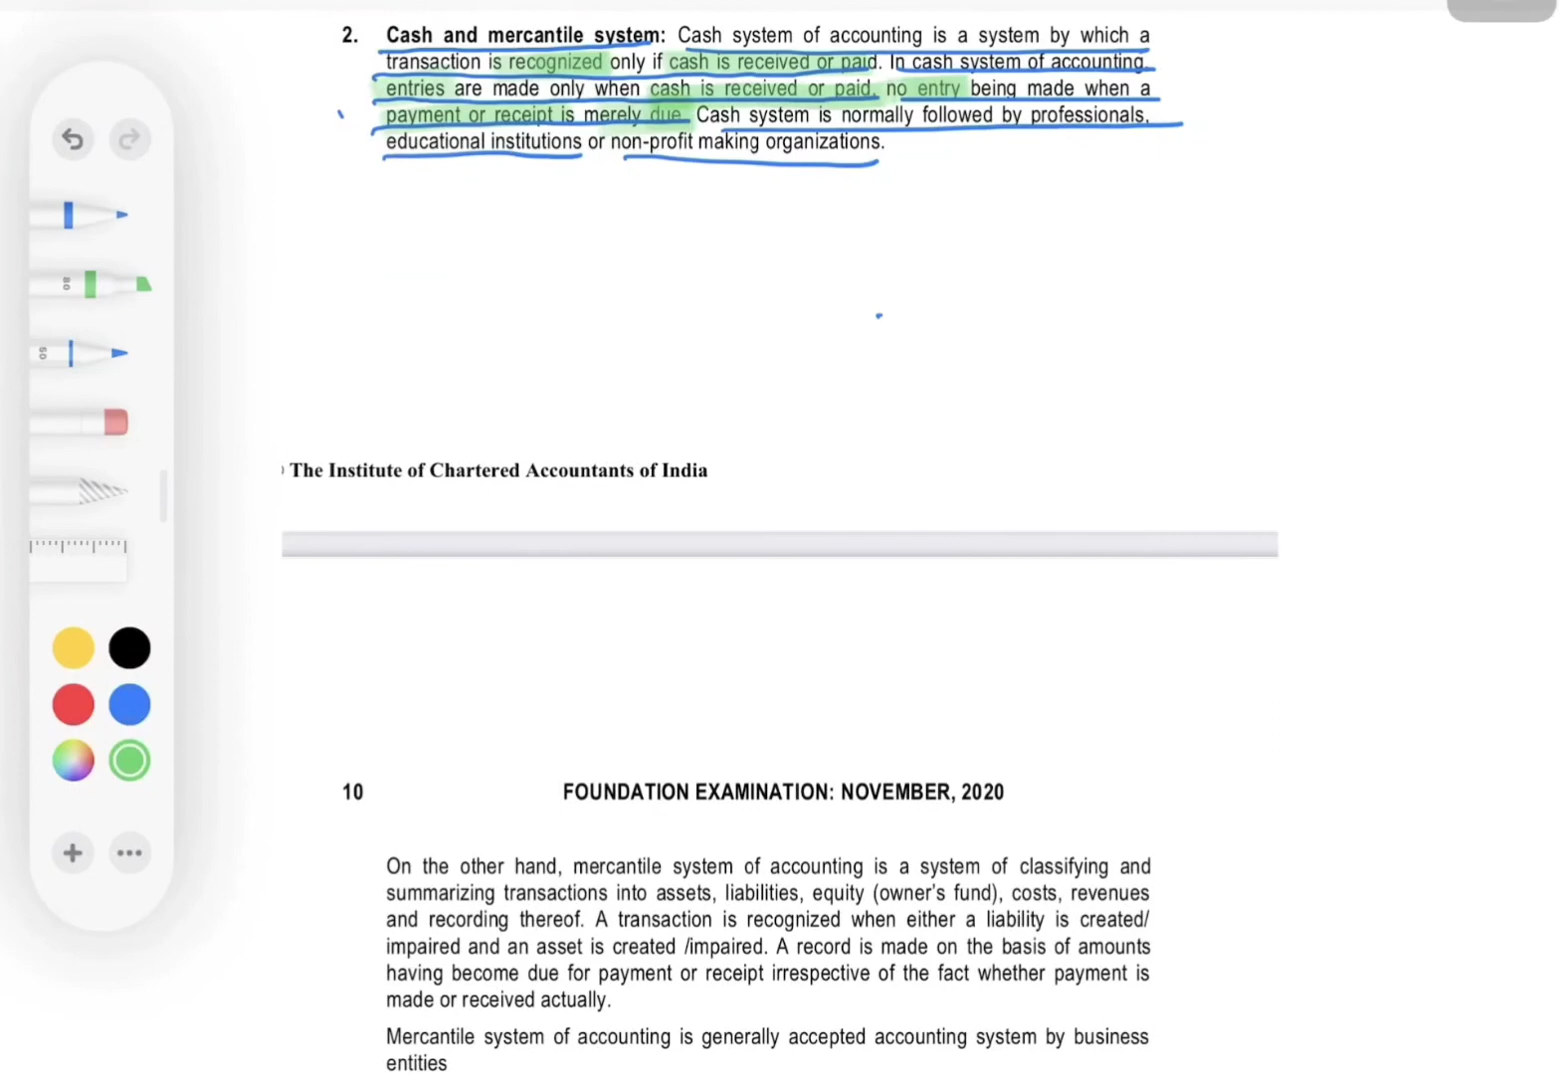 2. Cash and mercantile system: Cash system of accounting is a system by which a
transaction is recognized only if cash is received or paid. In cash system of accounting
entries are made only when cash is received or paid, no entry being made when a
payment or receipt is merely due. Cash system is normally followed by professionals,
educational institutions or non-profit making organizations.
80
50
The Institute of Chartered Accountants of India
10 FOUNDATION EXAMINATION: NOVEMBER, 2020
On the other hand, mercantile system of accounting is a system of classifying and
summarizing transactions into assets, liabilities, equity (owner's fund), costs, revenues
and recording thereof. A transaction is recognized when either a liability is created/
impaired and an asset is created /impaired. A record is made on the basis of amounts
having become due for payment or receipt irrespective of the fact whether payment is
made or received actually.
Mercantile system of accounting is generally accepted accounting system by business
entities